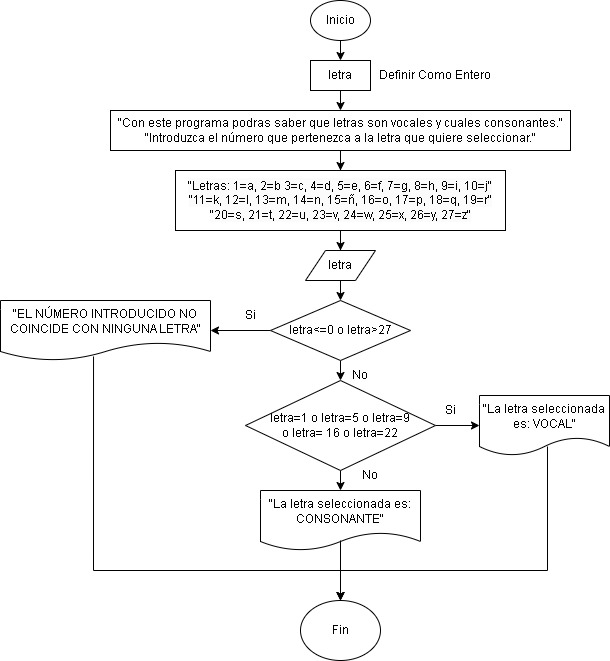 Inicio
letra
Definir Como Entero
"Con este programa podras saber que letras son vocales y cuales consonantes."
"Introduzca el número que pertenezca a la letra que quiere seleccionar."
"Letras: 1=a, 2=b 3=c, 4=d, 5=e, 6=f, 7=g, 8=h, 9=i, 10=j"
"11=k, 12=l, 13=m, 14=n, 15=ñ, 16=o, 17=p, 18=q, 19=r"
"20=s, 21=t, 22=u, 23=v, 24=w, 25=x, 26=y, 27=z"
letra
letra<=0 o letra>27
Si
"EL NÚMERO INTRODUCIDO NO
COINCIDE CON NINGUNA LETRA"
No
letra=1 o letra=5 o letra=9
o letra= 16 o letra=22
Si
"La letra seleccionada
es: VOCAL"
No
"La letra seleccionada es:
CONSONANTE"
Fin